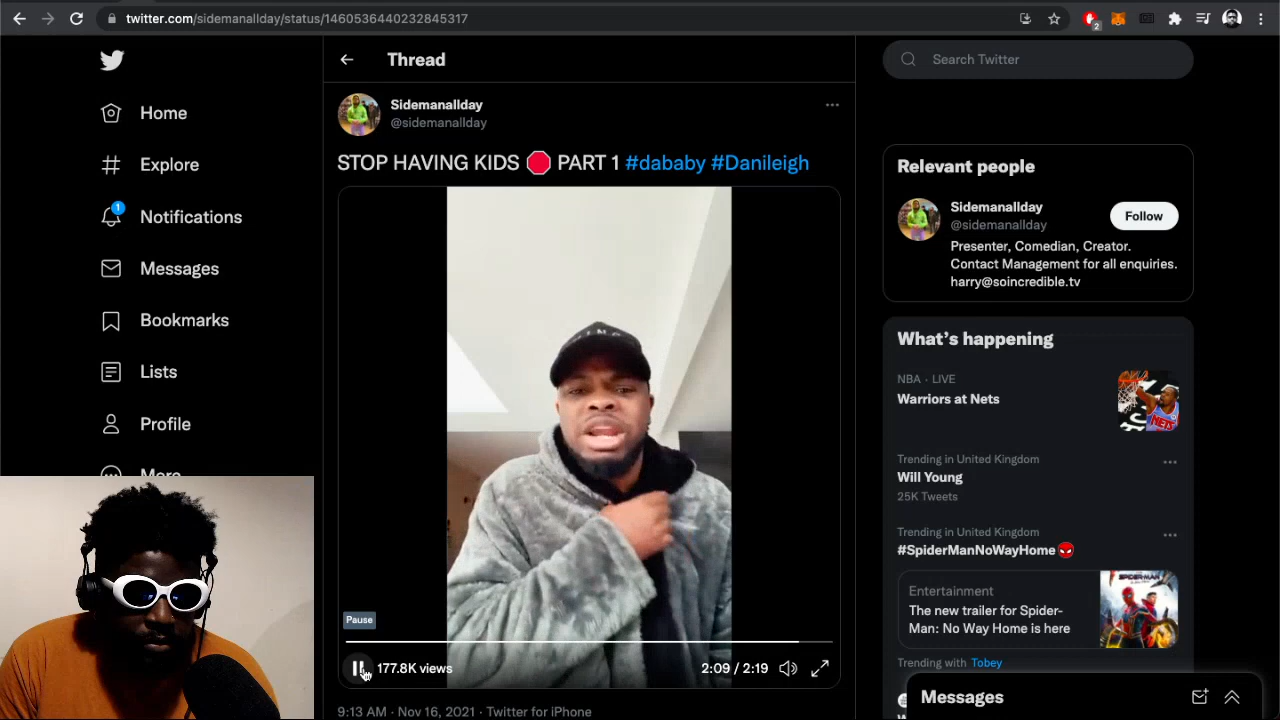 twitter.com/sidemanallday/status/1460536440232845317
2
Home
Explore
1
Notifications
Messages
Bookmarks
Lists
Profile
More
Thread
Sidemanallday
@sidemanallday
STOP HAVING KIDS 🛑 PART 1 #dababy #Danileigh
Pause
177.8K views
2:09 / 2:19
9:13 AM · Nov 16, 2021 · Twitter for iPhone
Search Twitter
Relevant people
Sidemanallday
@sidemanallday
Follow
Presenter, Comedian, Creator.
Contact Management for all enquiries.
harry@soincredible.tv
What's happening
NBA · LIVE
Warriors at Nets
Trending in United Kingdom
Will Young
25K Tweets
Trending in United Kingdom
#SpiderManNoWayHome
Entertainment
The new trailer for Spider-
Man: No Way Home is here
Trending with Tobey
Messages